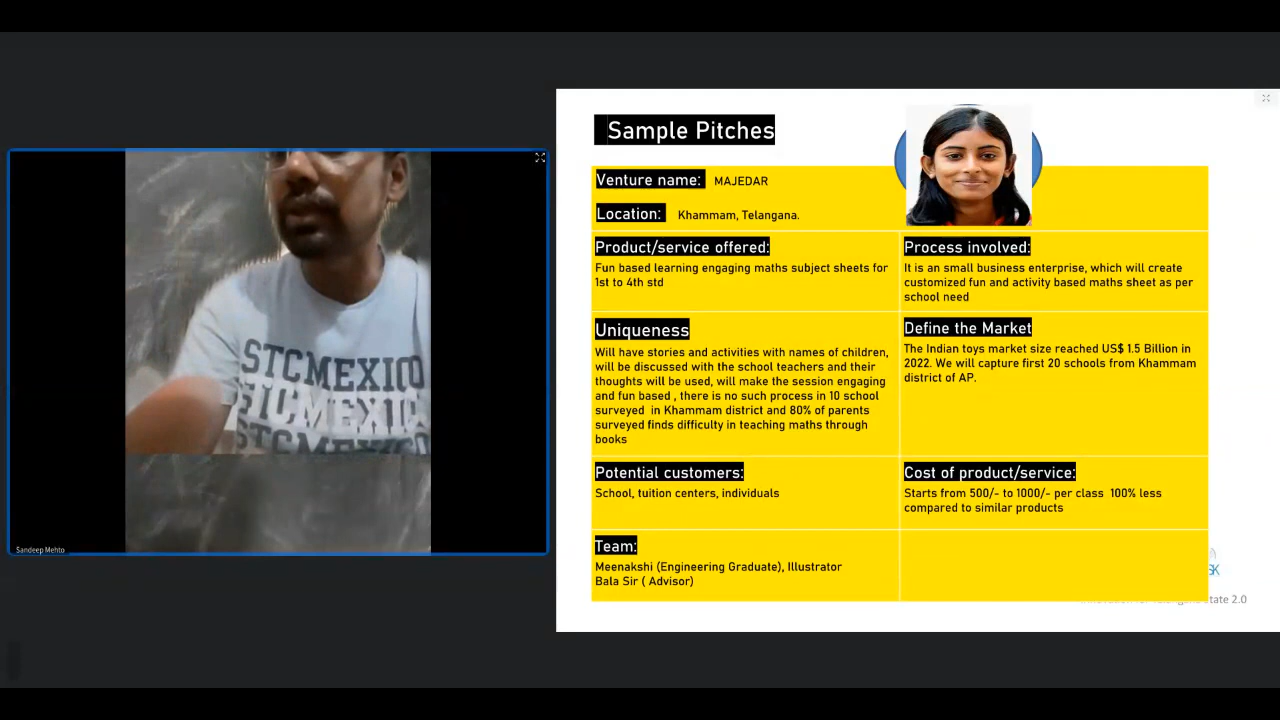 Sample Pitches
Venture name: MAJEDAR
Location: Khammam, Telangana.
Product/service offered:
Fun based learning engaging maths subject sheets for
1st to 4th std
Process involved:
It is an small business enterprise, which will create
customized fun and activity based maths sheet as per
school need
Uniqueness
Will have stories and activities with names of children,
will be discussed with the school teachers and their
thoughts will be used, will make the session engaging
and fun based , there is no such process in 10 school
surveyed in Khammam district and 80% of parents
surveyed finds difficulty in teaching maths through
books
Define the Market
The Indian toys market size reached US$ 1.5 Billion in
2022. We will capture first 20 schools from Khammam
district of AP.
Potential customers:
School, tuition centers, individuals
Cost of product/service:
Starts from 500/- to 1000/- per class 100% less
compared to similar products
Team:
Meenakshi (Engineering Graduate), Illustrator
Bala Sir ( Advisor)
SK
State 2.0
STCMEXICO
STCMEXIC
STCMEXICO
Sandeep Mehto